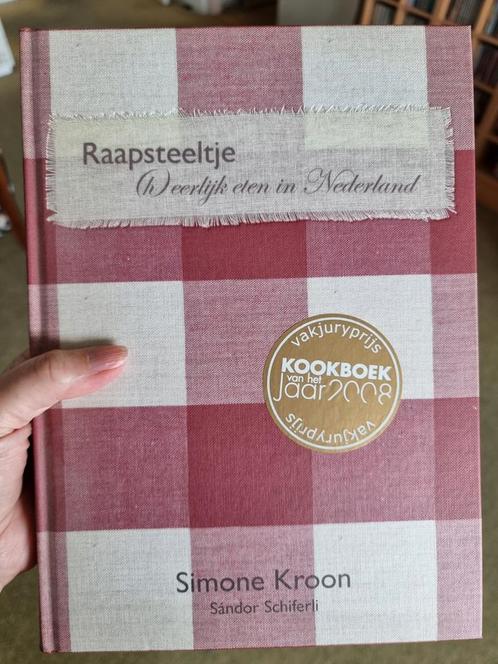 Raapsteeltje
(h)eerlijk eten in Nederland
vakjuryprijs
KOOKBOEK
van het
jaar 2008
vakjuryprijs
Simone Kroon
Sándor Schiferli